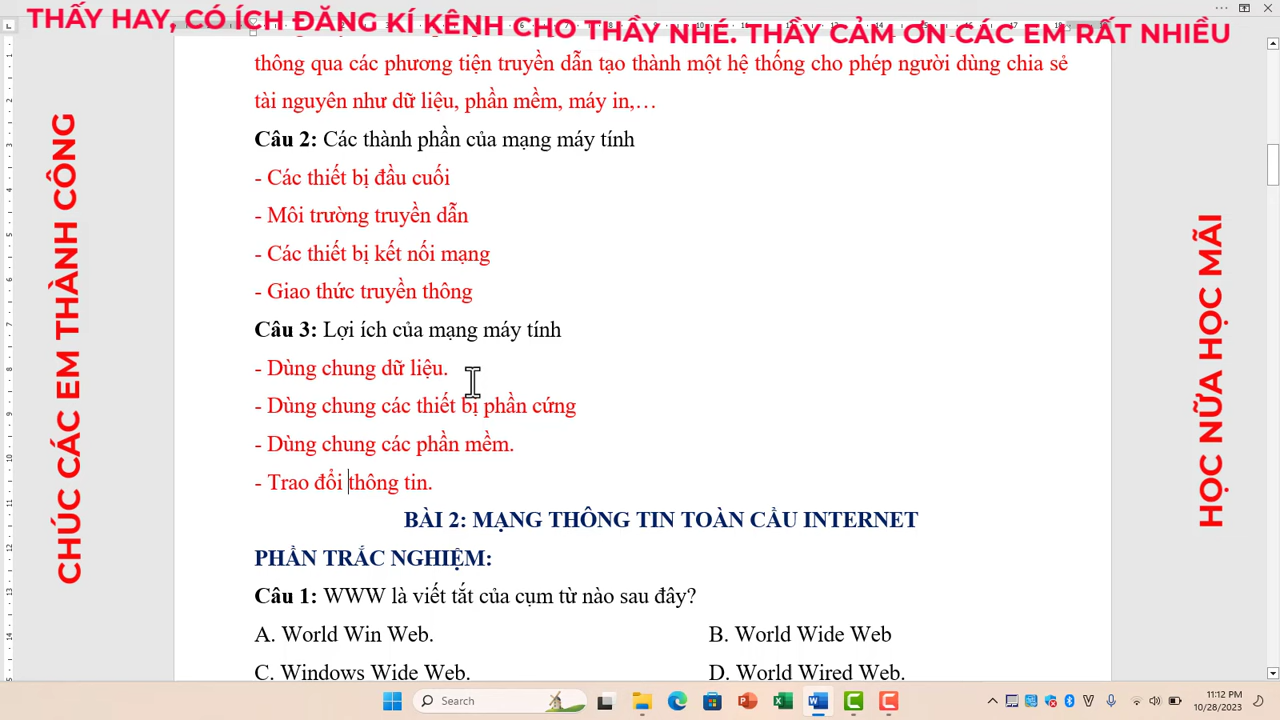 THẤY HAY, CÓ ÍCH ĐĂNG KÍ KÊNH CHO THẦY NHÉ. THẦY CẢM ƠN CÁC EM RẤT NHIỀU
CHÚC CÁC EM THÀNH CÔNG
thông qua các phương tiện truyền dẫn tạo thành một hệ thống cho phép người dùng chia sẻ
tài nguyên như dữ liệu, phần mềm, máy in,…
Câu 2: Các thành phần của mạng máy tính
- Các thiết bị đầu cuối
- Môi trường truyền dẫn
- Các thiết bị kết nối mạng
- Giao thức truyền thông
Câu 3: Lợi ích của mạng máy tính
- Dùng chung dữ liệu.
- Dùng chung các thiết bị phần cứng
- Dùng chung các phần mềm.
- Trao đổi thông tin.
BÀI 2: MẠNG THÔNG TIN TOÀN CẦU INTERNET
PHẦN TRẮC NGHIỆM:
Câu 1: WWW là viết tắt của cụm từ nào sau đây?
A. World Win Web. B. World Wide Web
C. Windows Wide Web. D. World Wired Web.
HỌC NỮA HỌC MÃI
Search
11:12 PM
10/28/2023